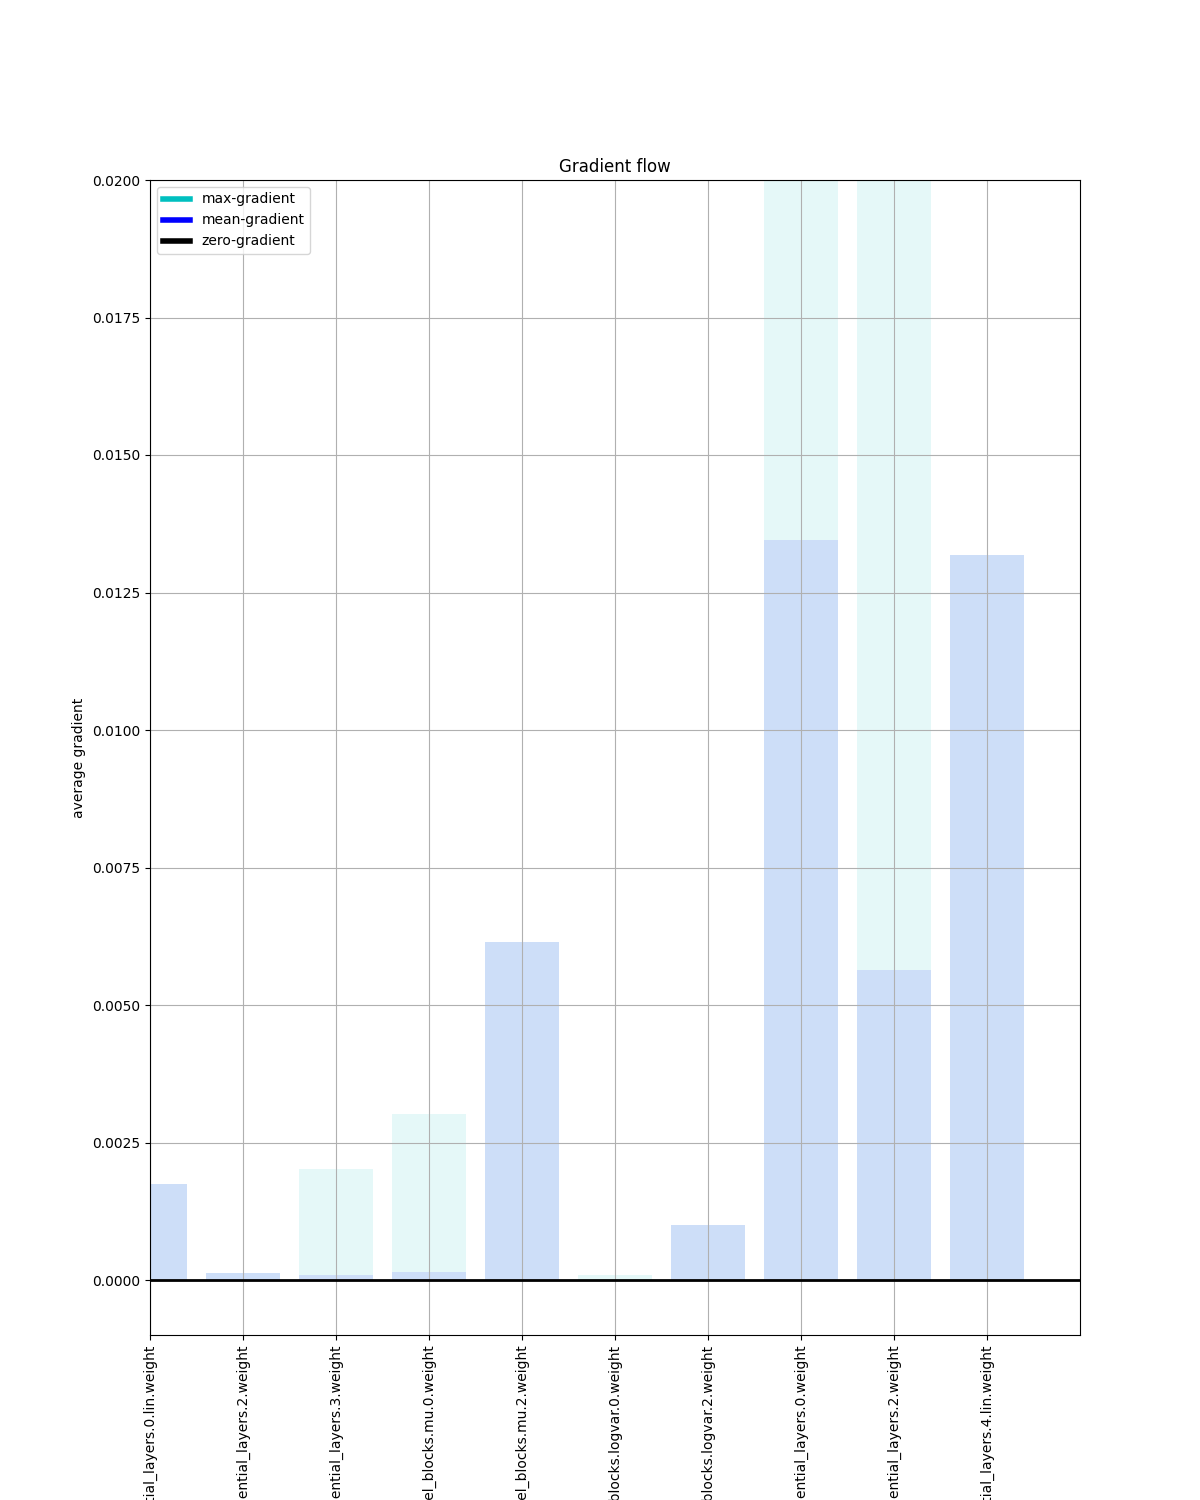 Gradient flow
max-gradient
mean-gradient
zero-gradient
0.0200
0.0175
0.0150
0.0125
0.0100
0.0075
0.0050
0.0025
0.0000
average gradient
tial_layers.0.lin.weight
ential_layers.2.weight
ential_layers.3.weight
el_blocks.mu.0.weight
el_blocks.mu.2.weight
blocks.logvar.0.weight
blocks.logvar.2.weight
ential_layers.0.weight
ential_layers.2.weight
tial_layers.4.lin.weight